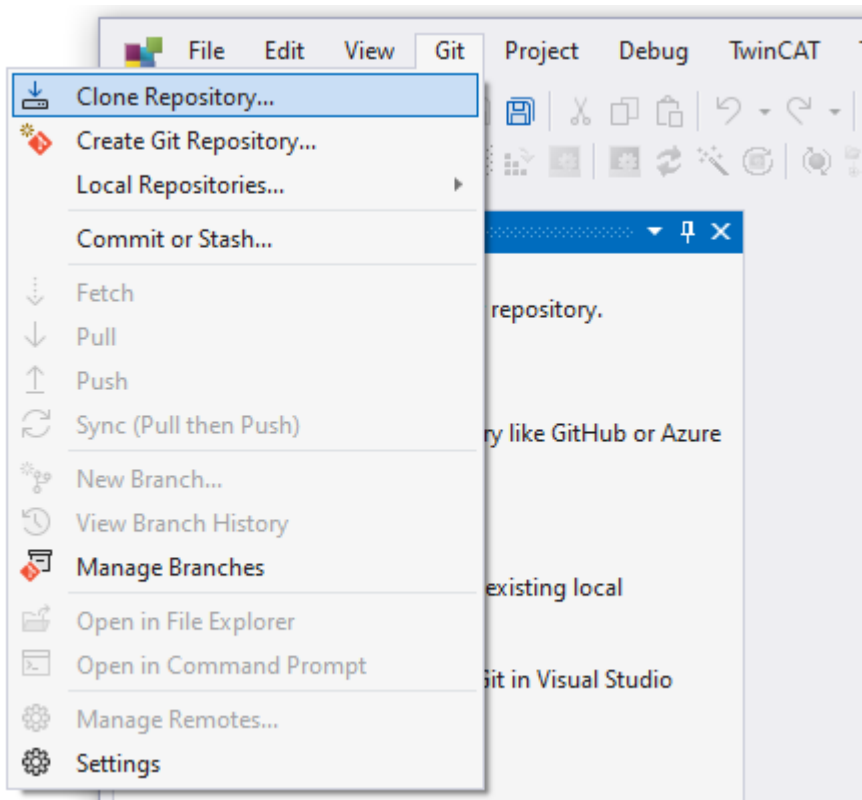 File Edit View Git Project Debug TwinCAT
Clone Repository...
Create Git Repository...
Local Repositories...
Commit or Stash...
Fetch
repository.
Pull
Push
Sync (Pull then Push)
ry like GitHub or Azure
New Branch...
View Branch History
Manage Branches
existing local
Open in File Explorer
Open in Command Prompt
Git in Visual Studio
Manage Remotes...
Settings